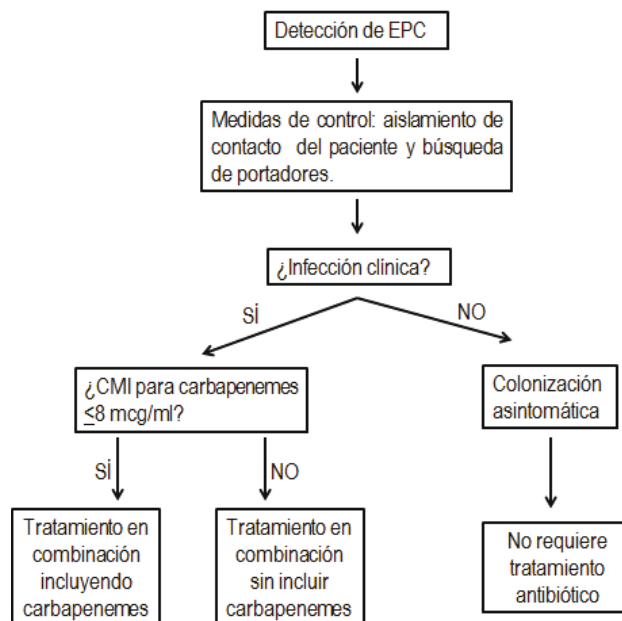 Detección de EPC
Medidas de control: aislamiento de
contacto del paciente y búsqueda
de portadores.
¿Infección clínica?
SÍ
NO
¿CMI para carbapenemes
≤8 mcg/ml?
Colonización
asintomática
SÍ
NO
Tratamiento en
combinación
incluyendo
carbapenemes
Tratamiento en
combinación
sin incluir
carbapenemes
No requiere
tratamiento
antibiótico